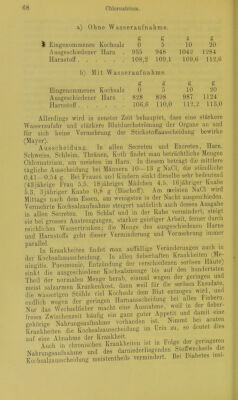 68 Chlornatrium.
a) Ohne Wasseraufnahme.
g g g g
Eingenommenes Kochsalz 0 5 10 20
Ausgeschiedener Harn 935 948 1042 1284
Harnstoff 108,2 109,1 109,6 112,6
b) Mit Wasseraufnahme.
g g g g
Eingenommenes Kochsalz 0 5 10 20
Ausgeschiedener Harn 828 898 987 1124
Harnstoff 106,6 110,0 112,2 115,0
Allerdings wird in neuster Zeit behauptet, dass eine stärkere
Wasserzufuhr und stärkere Blutdurchströmung der Organe an und
für sich keine Vermehrung der Stickstoffausscheidung bewirke
(Mayer).
Ausscheidung. In allen Secreten und Excreten, Harn,
Schweiss, Schleim, Thränen, Koth findet man beträchtliche Mengen
Chlornatrium, am meisten im Harn. In diesem beträgt die mittlere
tägliche Ausscheidung bei Männern 10—13 g NaCl, die stündliche
0,41—0,54 g. Bei Frauen und Kindern sinkt dieselbe sehr bedeutend
(43jährige Frau 5,5, 18jähriges Mädchen 4,5, 16jähriger Knabe
5,3, 3jähriger Knabe 0,8 g (Bischoff). Am meisten NaCl wird
Mittags nach dem Essen, am wenigsten in der Nacht ausgeschieden.
Vermehrte Kochsalzaufnahme steigert natürlich auch dessen Ausgabe
in allen Secreten. Im Schlaf und in der Ruhe vermindert, steigt
sie bei grossen Anstrengungen, starker geistiger Arbeit, ferner durch
reichliches Wassertrinken; die Menge des ausgeschiedenen Harns
und Harnstoffs geht dieser Verminderung und Vermehrung immer
parallel.
In Krankheiten findet man auffällige Veränderungen auch in
der Kochsalzausscheidung. In allen fieberhaften Krankheiten (Meningitis,
Pneumonie, Entzündung der verschiedenen serösen Häute)
sinkt die ausgeschiedene Kochsalzmenge bis auf den hundertsten
Theil der normalen Menge herab, einmal wegen der geringen und
meist salzarmen Krankenkost, dann weil für die serösen Exsudate,
die wässerigen Stühle viel Kochsalz dem Blut entzogen wird, und
endlich wegen der geringen Harnausscheidung bei allen Fiebern.
Nur das Wechselfieber macht eine Ausnahme, weil in der fieberfreien
Zwischenzeit häufig ein ganz guter Appetit und damit eine
gehörige Nahrungsaufnahme vorhanden ist. Nimmt bei acuten
Krankheiten die Kochsalzausscheidung im Urin zu, so deutet dies
auf eine Abnahme der Krankheit.
Auch in chronischen Krankheiten ist in Folge der geringeren
Nahrungsaufnahme und des darniederliegenden Stoffwechsels die
Kochsalzausscheidung meistentheils vermindert. Bei Diabetes insi-